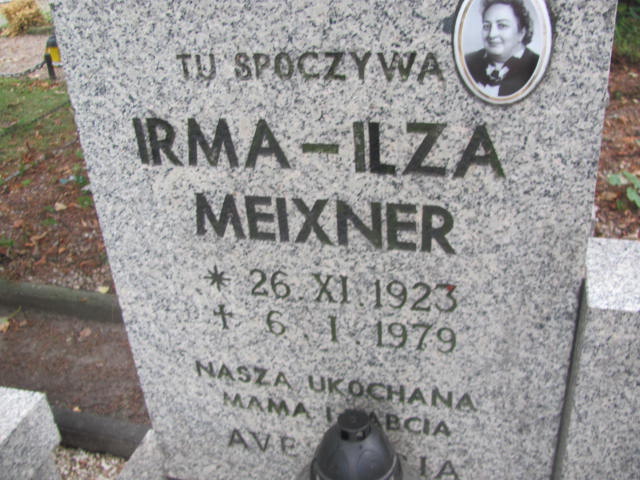 TU SPOCZYWA
IRMA-ILZA
MEIXNER
* 26.XI.1923
† 6.I.1979
NASZA UKOCHANA
MAMA I
AVE